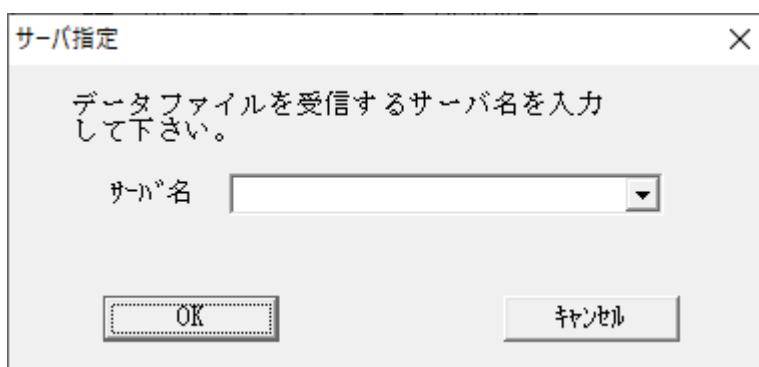 サーバ指定
データファイルを受信するサーバ名を入力
して下さい。
ｻｰﾊﾞ名
OK
ｷｬﾝｾﾙ